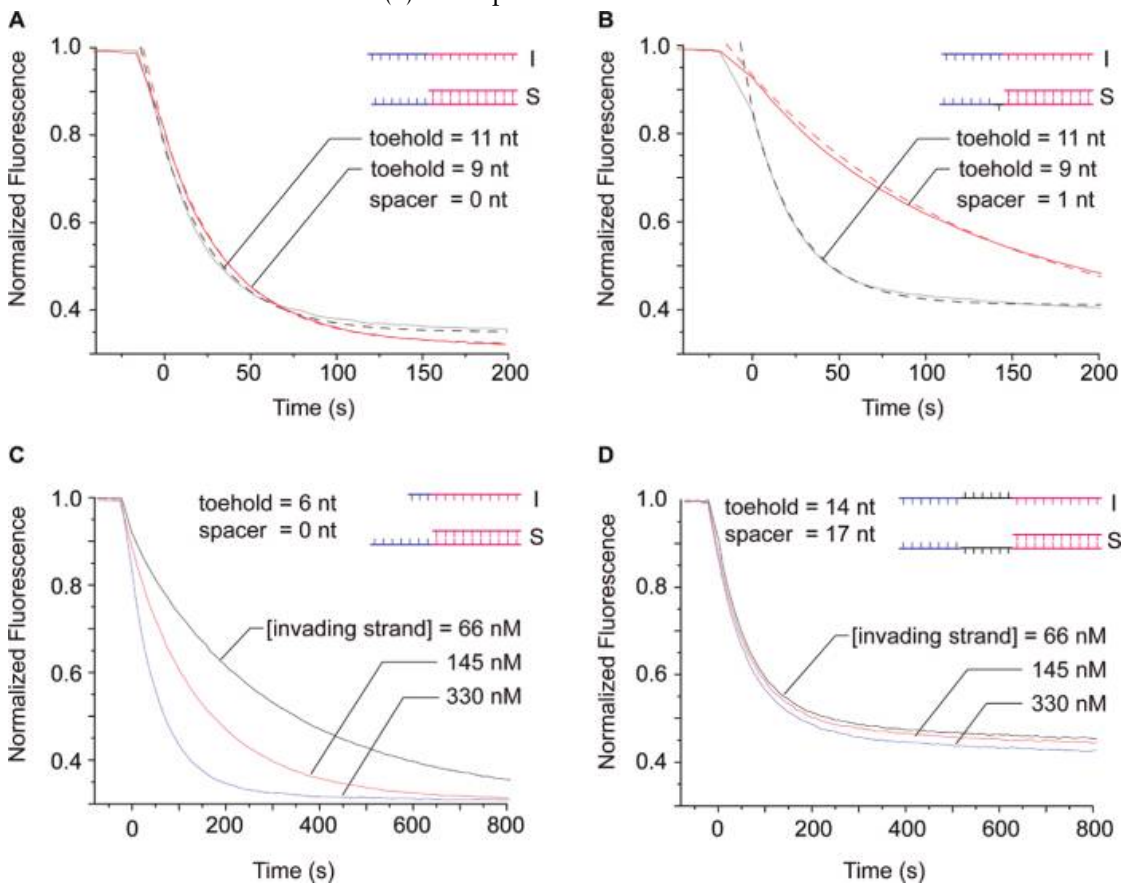 A
Normalized Fluorescence
1.0
0.8
0.6
0.4
0
50
100
150
200
Time (s)
I
S
toehold = 11 nt
toehold = 9 nt
spacer = 0 nt
B
Normalized Fluorescence
1.0
0.8
0.6
0.4
0
50
100
150
200
Time (s)
I
S
toehold = 11 nt
toehold = 9 nt
spacer = 1 nt
C
Normalized Fluorescence
1.0
0.8
0.6
0.4
0
200
400
600
800
Time (s)
toehold = 6 nt
spacer = 0 nt
I
S
[invading strand] = 66 nM
145 nM
330 nM
D
Normalized Fluorescence
1.0
0.8
0.6
0.4
0
200
400
600
800
Time (s)
toehold = 14 nt
spacer = 17 nt
I
S
[invading strand] = 66 nM
145 nM
330 nM